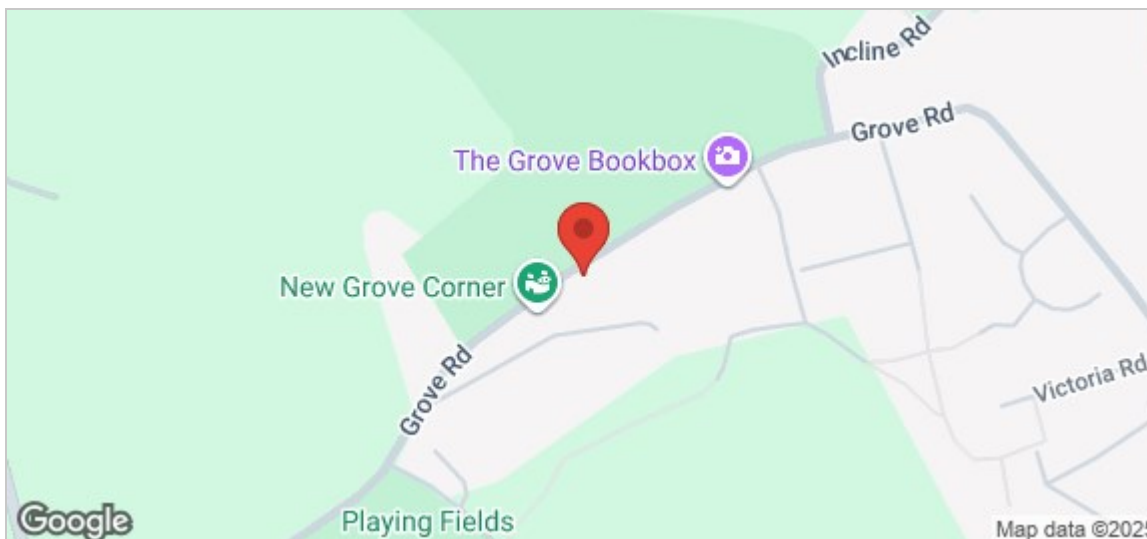 Incline Rd
Grove Rd
The Grove Bookbox
New Grove Corner
Grove Rd
Victoria Rd
Playing Fields
Google
Map data ©2025